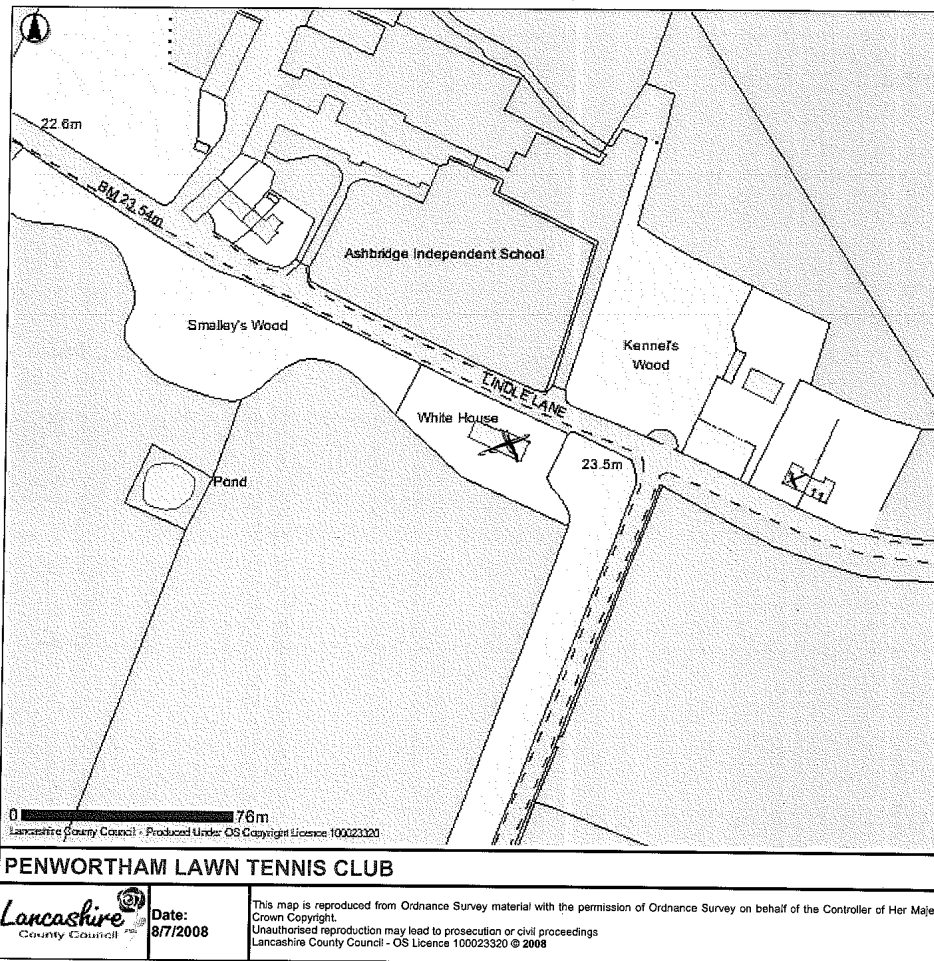 22.6m
BM 23.54m
Ashbridge Independent School
Smalley's Wood
Kennel's
Wood
LINDLE LANE
White House
23.5m
11
Pond
0 76m
Lancashire County Council - Produced Under OS Copyright Licence 100023320
PENWORTHAM LAWN TENNIS CLUB
Lancashire
County Council
Date:
8/7/2008
This map is reproduced from Ordnance Survey material with the permission of Ordnance Survey on behalf of the Controller of Her Maje
Crown Copyright.
Unauthorised reproduction may lead to prosecution or civil proceedings
Lancashire County Council - OS Licence 100023320 © 2008